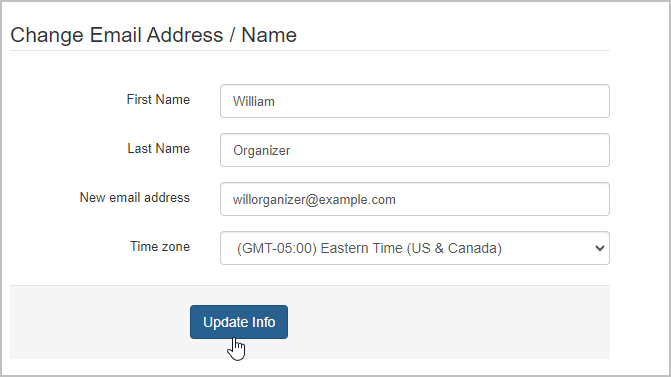 Change Email Address / Name
First Name
William
Last Name
Organizer
New email address
willorganizer@example.com
Time zone
(GMT-05:00) Eastern Time (US & Canada)
Update Info